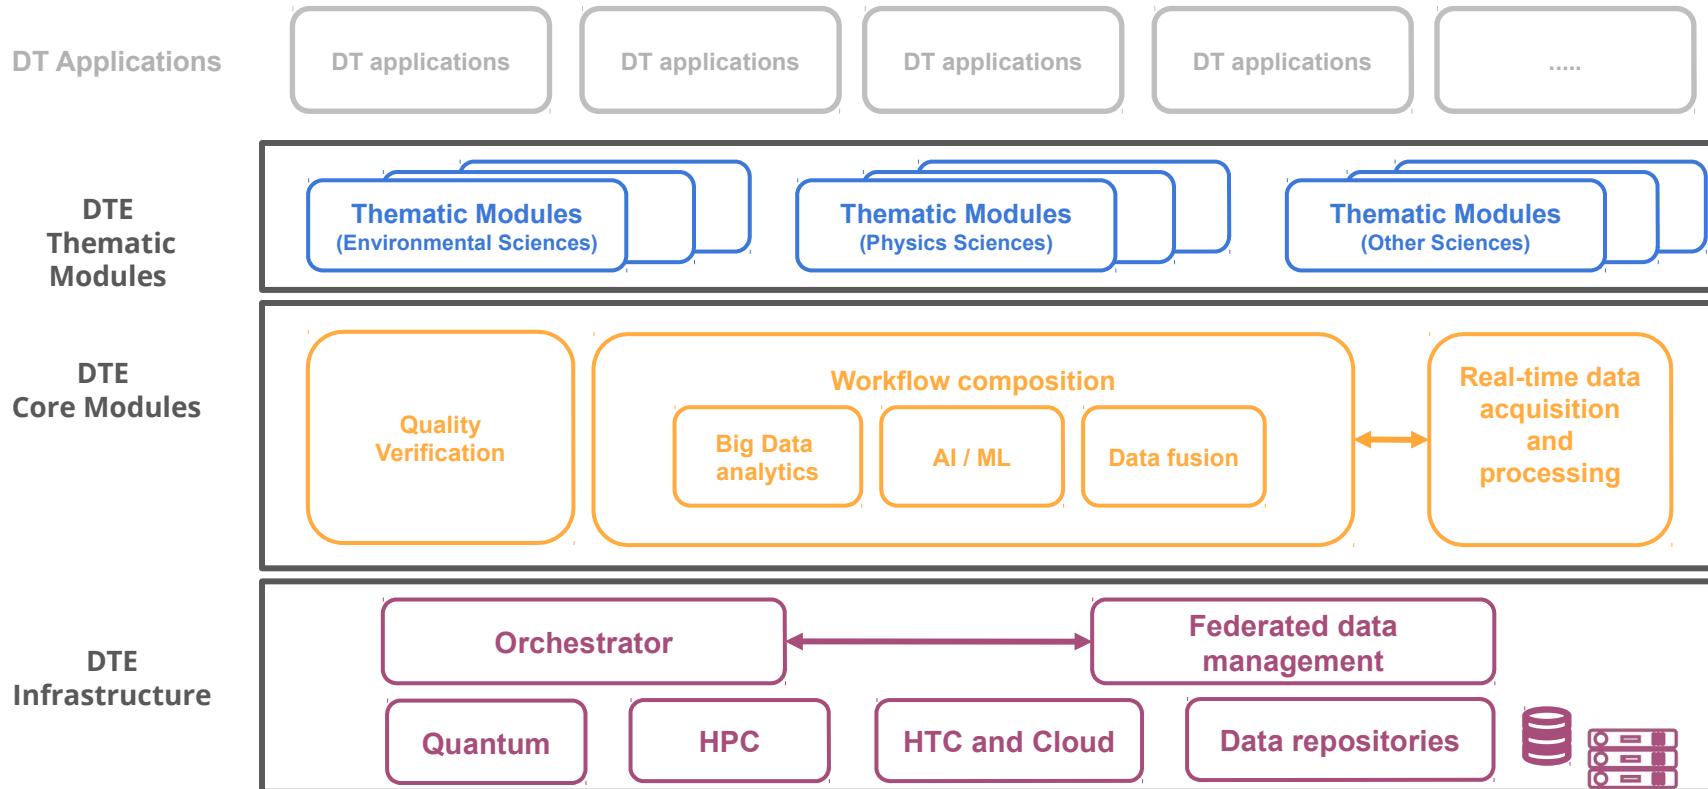 DT Applications
DT applications
DT applications
DT applications
DT applications
.....
DTE
Thematic
Modules
Thematic Modules
(Environmental Sciences)
Thematic Modules
(Physics Sciences)
Thematic Modules
(Other Sciences)
DTE
Core Modules
Quality
Verification
Workflow composition
Big Data
analytics
AI / ML
Data fusion
Real-time data
acquisition
and
processing
DTE
Infrastructure
Orchestrator
Federated data
management
Quantum
HPC
HTC and Cloud
Data repositories